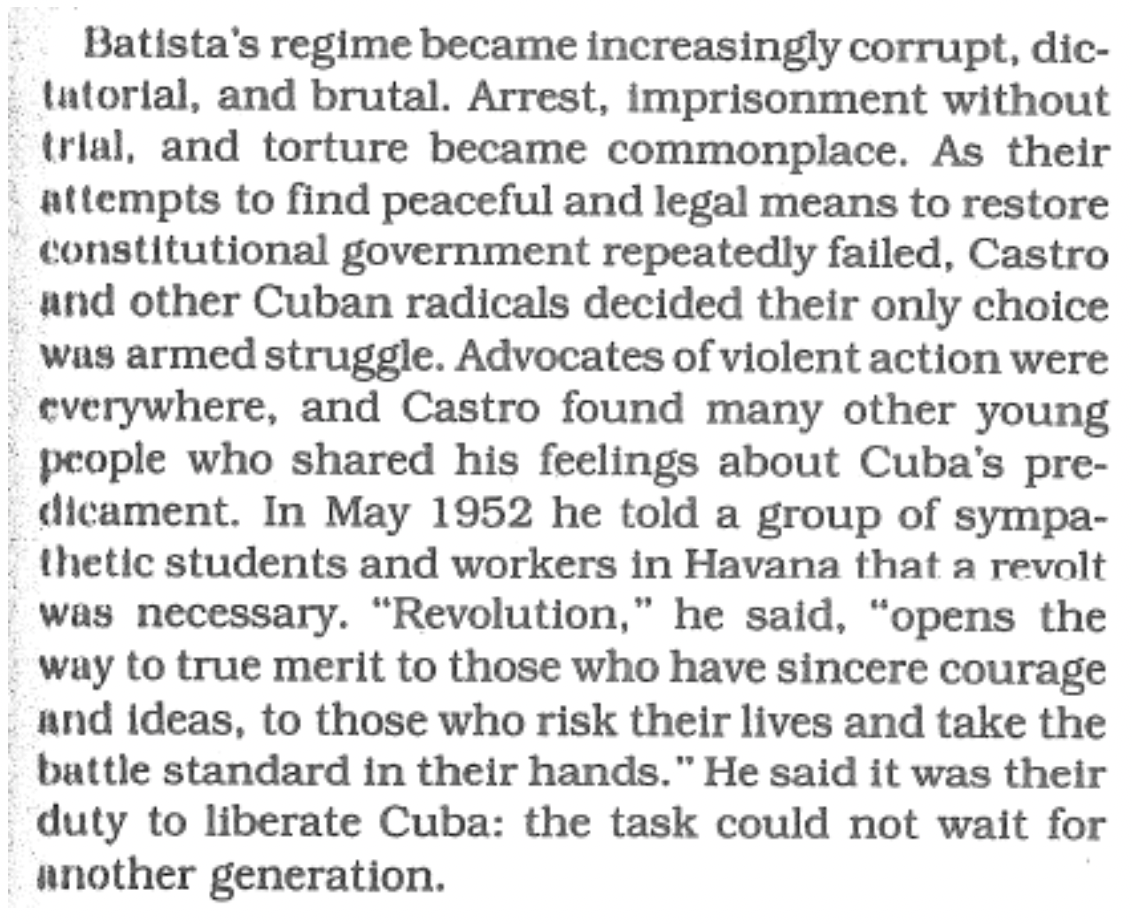 Batista's regime became increasingly corrupt, dic-
tatorial, and brutal. Arrest, imprisonment without
trial, and torture became commonplace. As their
attempts to find peaceful and legal means to restore
constitutional government repeatedly failed, Castro
and other Cuban radicals decided their only choice
was armed struggle. Advocates of violent action were
everywhere, and Castro found many other young
people who shared his feelings about Cuba's pre-
dicament. In May 1952 he told a group of sympa-
thetic students and workers in Havana that a revolt
was necessary. “Revolution,” he said, “opens the
way to true merit to those who have sincere courage
and ideas, to those who risk their lives and take the
battle standard in their hands.” He said it was their
duty to liberate Cuba: the task could not wait for
another generation.